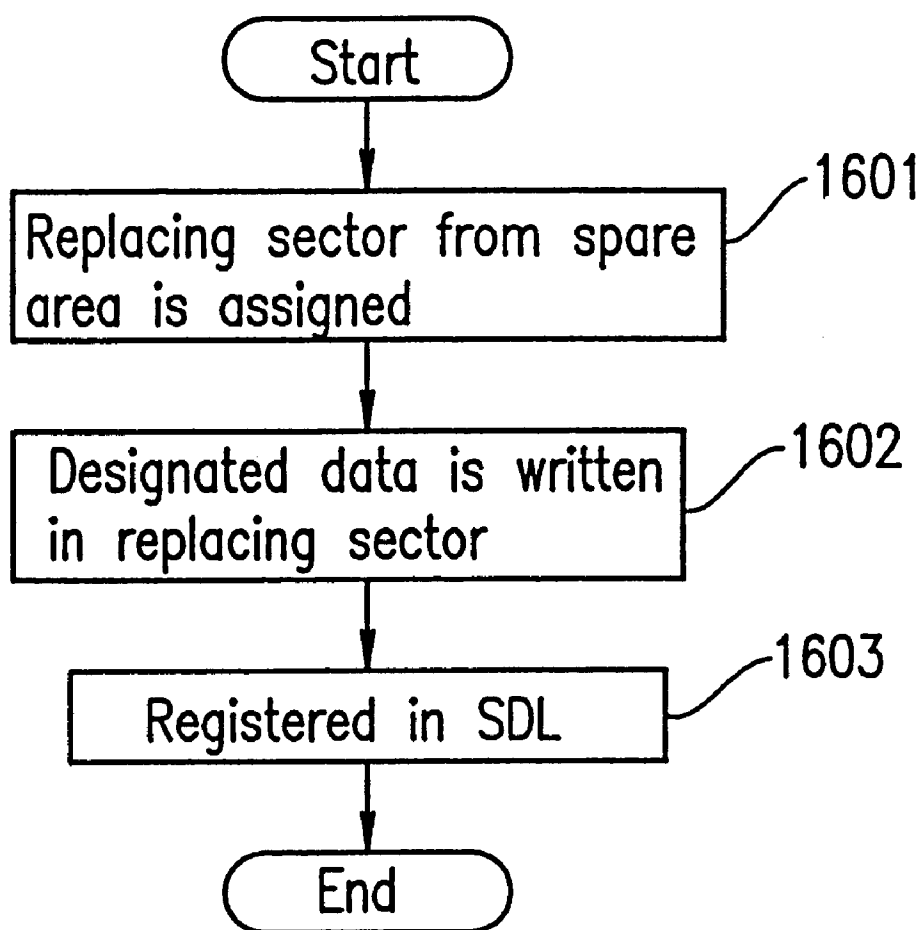 Start
1601
Replacing sector from spare
area is assigned
1602
Designated data is written
in replacing sector
1603
Registered in SDL
End